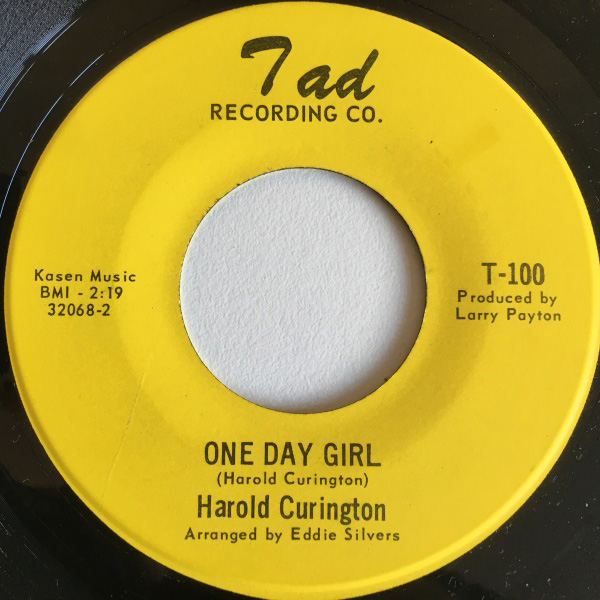 Tad
RECORDING CO.
Kasen Music
BMI - 2:19
32068-2
T-100
Produced by
Larry Payton
ONE DAY GIRL
(Harold Curington)
Harold Curington
Arranged by Eddie Silvers